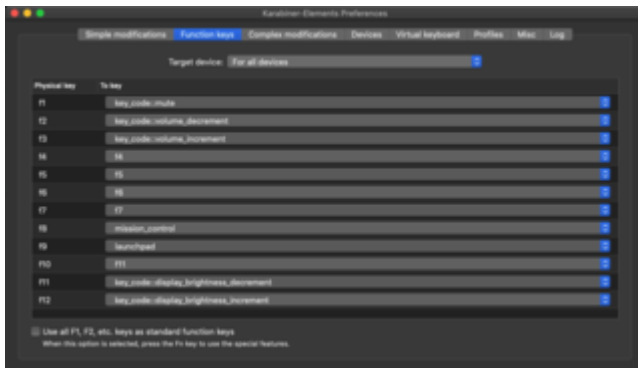 Karabiner-Elements Preferences
Simple modifications Function keys Complex modifications Devices Virtual keyboard Profiles Misc Log
Target device: For all devices
Physical key To key
f1 key_code::mute
f2 key_code::volume_decrement
f3 key_code::volume_increment
f4 f4
f5 f5
f6 f6
f7 f7
f8 mission_control
f9 launchpad
f10 f11
f11 key_code::display_brightness_decrement
f12 key_code::display_brightness_increment
Use all F1, F2, etc. keys as standard function keys
When this option is selected, press the Fn key to use the special features.